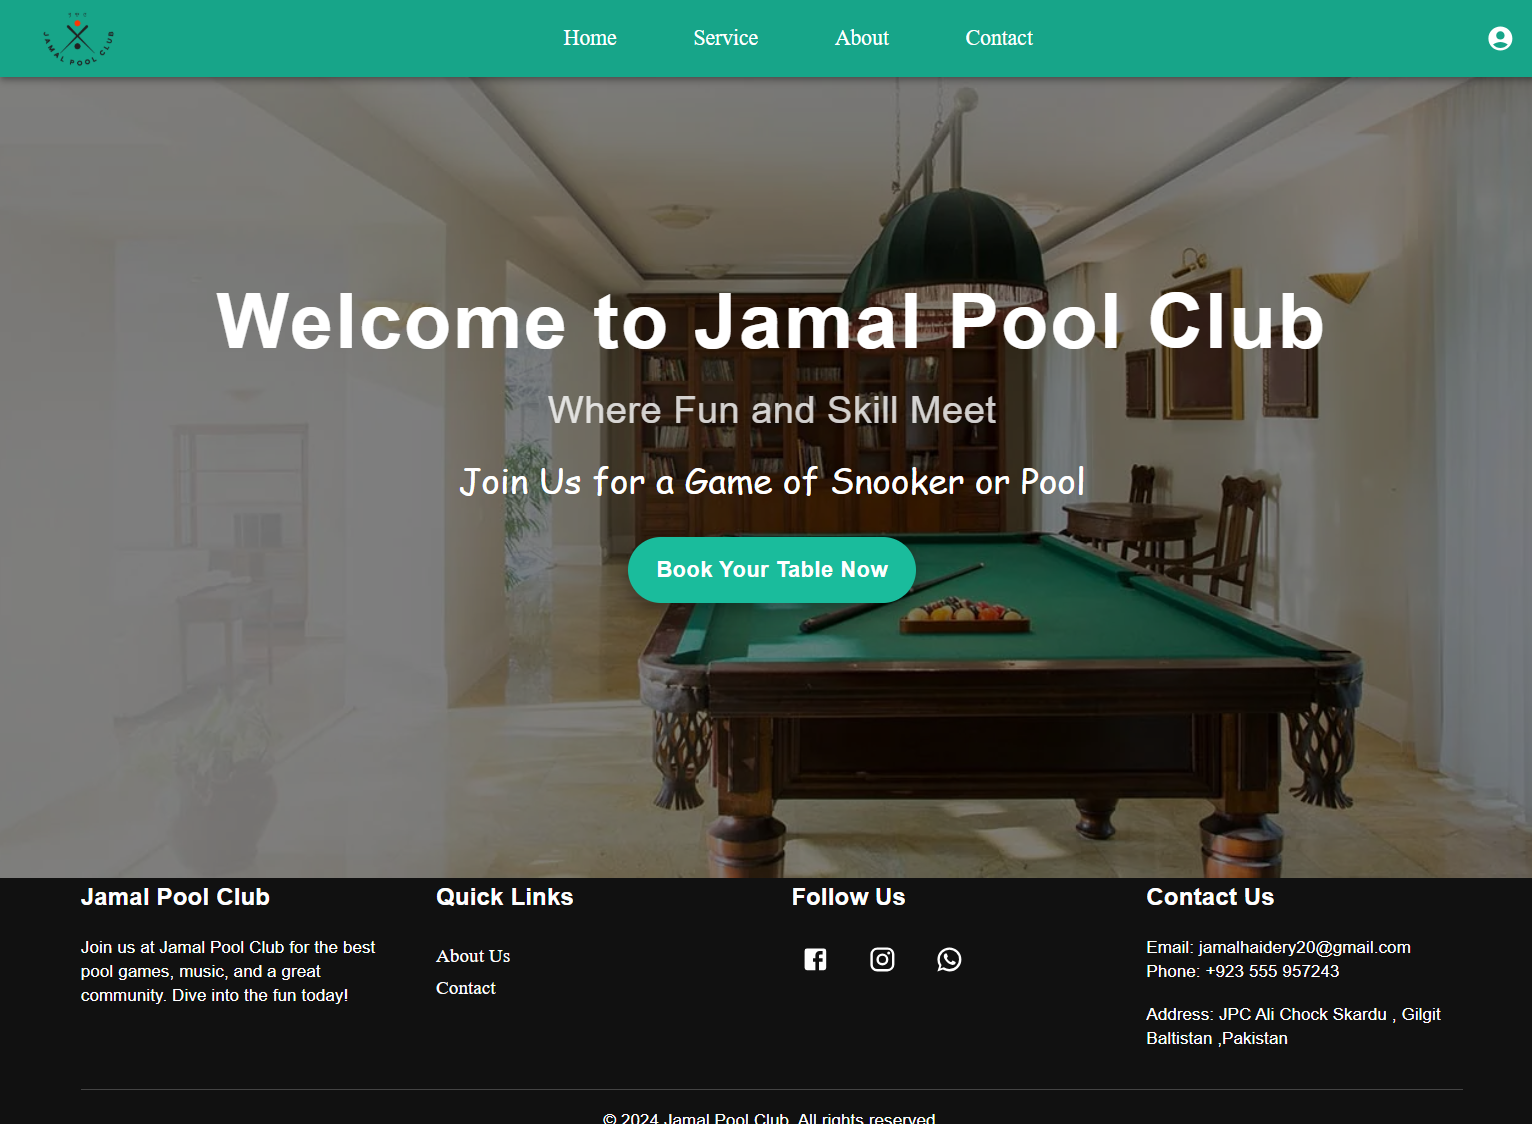 JAMAL POOL CLUB
Home Service About Contact
Welcome to Jamal Pool Club
Where Fun and Skill Meet
Join Us for a Game of Snooker or Pool
Book Your Table Now
Jamal Pool Club
Join us at Jamal Pool Club for the best
pool games, music, and a great
community. Dive into the fun today!
Quick Links
About Us
Contact
Follow Us
Contact Us
Email: jamalhaidery20@gmail.com
Phone: +923 555 957243
Address: JPC Ali Chock Skardu , Gilgit
Baltistan ,Pakistan
© 2024 Jamal Pool Club. All rights reserved.